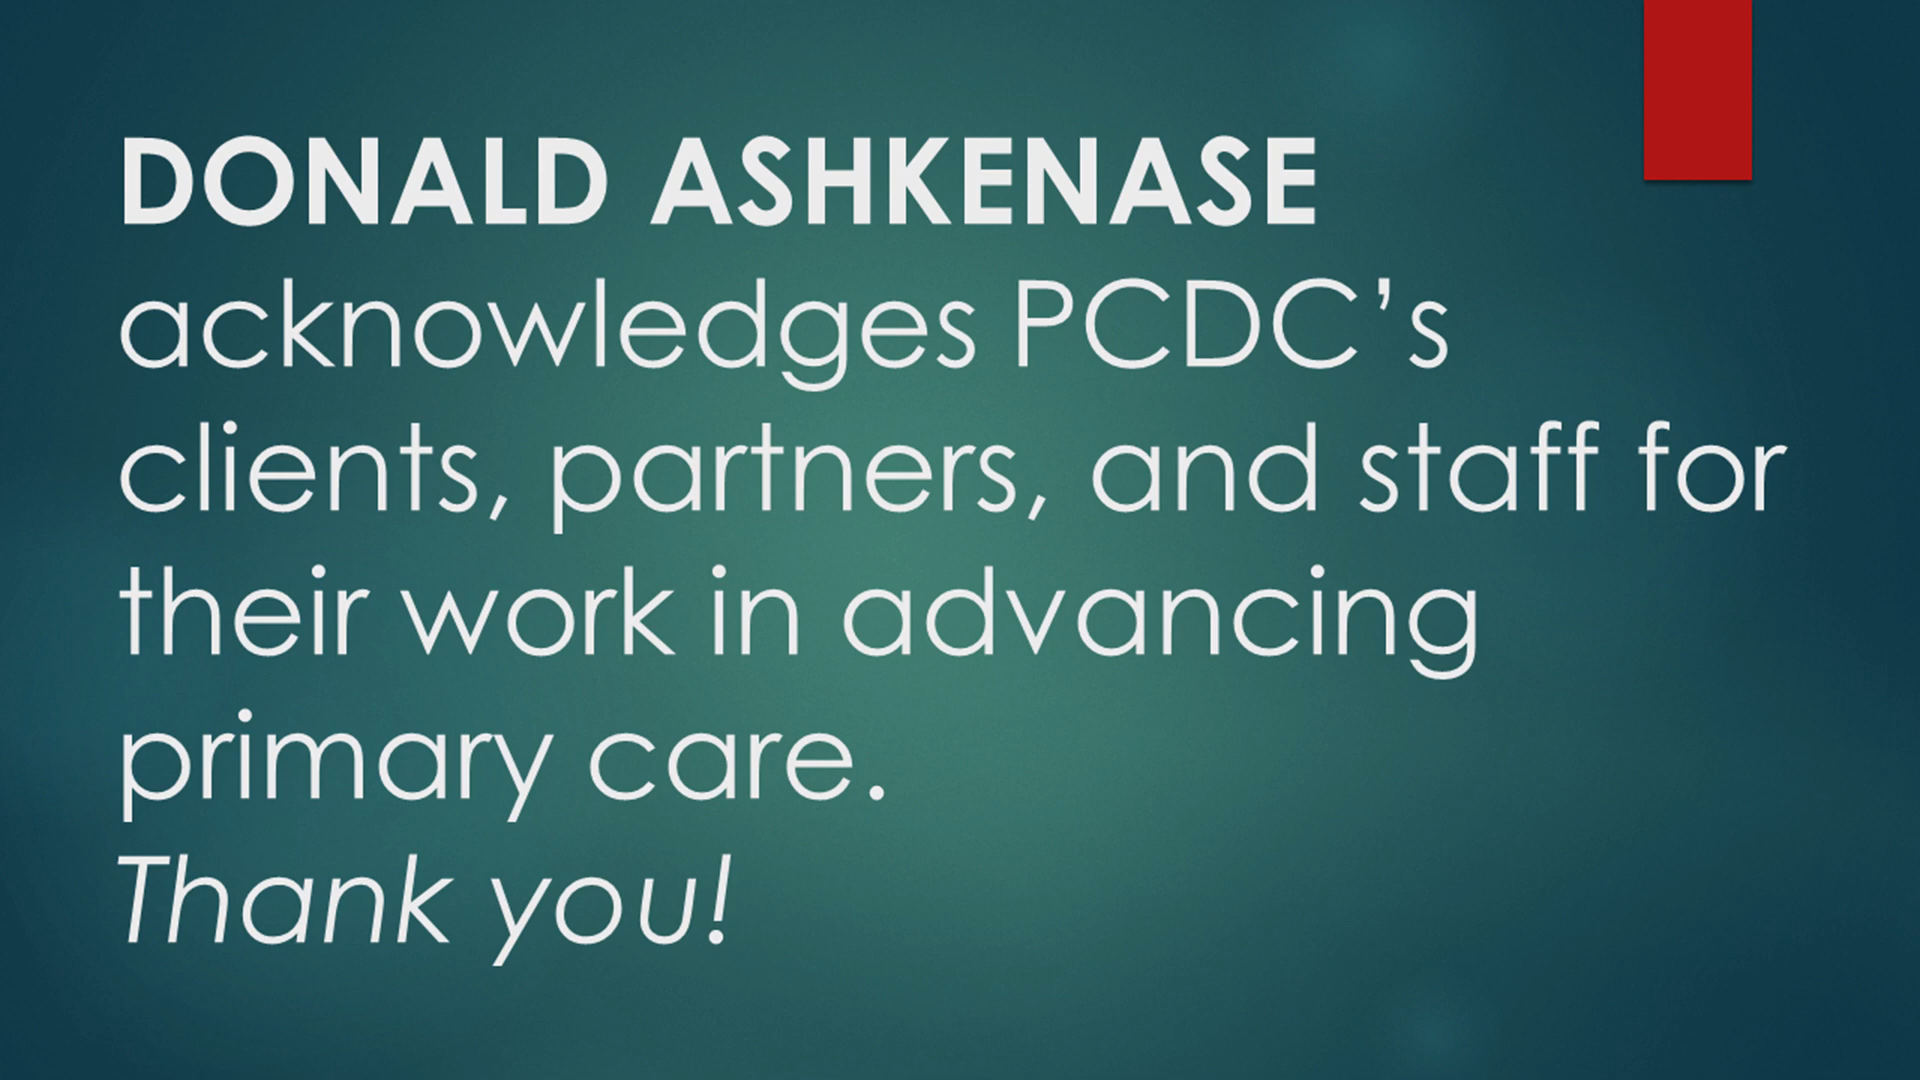 DONALD ASHKENASE
acknowledges PCDC’s
clients, partners, and staff for
their work in advancing
primary care.
Thank you!